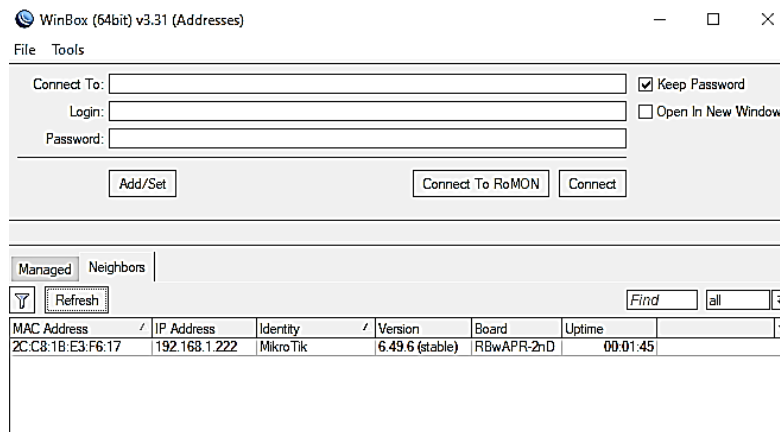 WinBox (64bit) v3.31 (Addresses)
File Tools
Connect To: Keep Password
Login: Open In New Window
Password:
Add/Set Connect To RoMON Connect
Managed Neighbors
Refresh Find all
MAC Address / IP Address Identity / Version Board Uptime
2C:C8:1B:E3:F6:17 192.168.1.222 MikroTik 6.49.6 (stable) RBwAPR-2nD 00:01:45